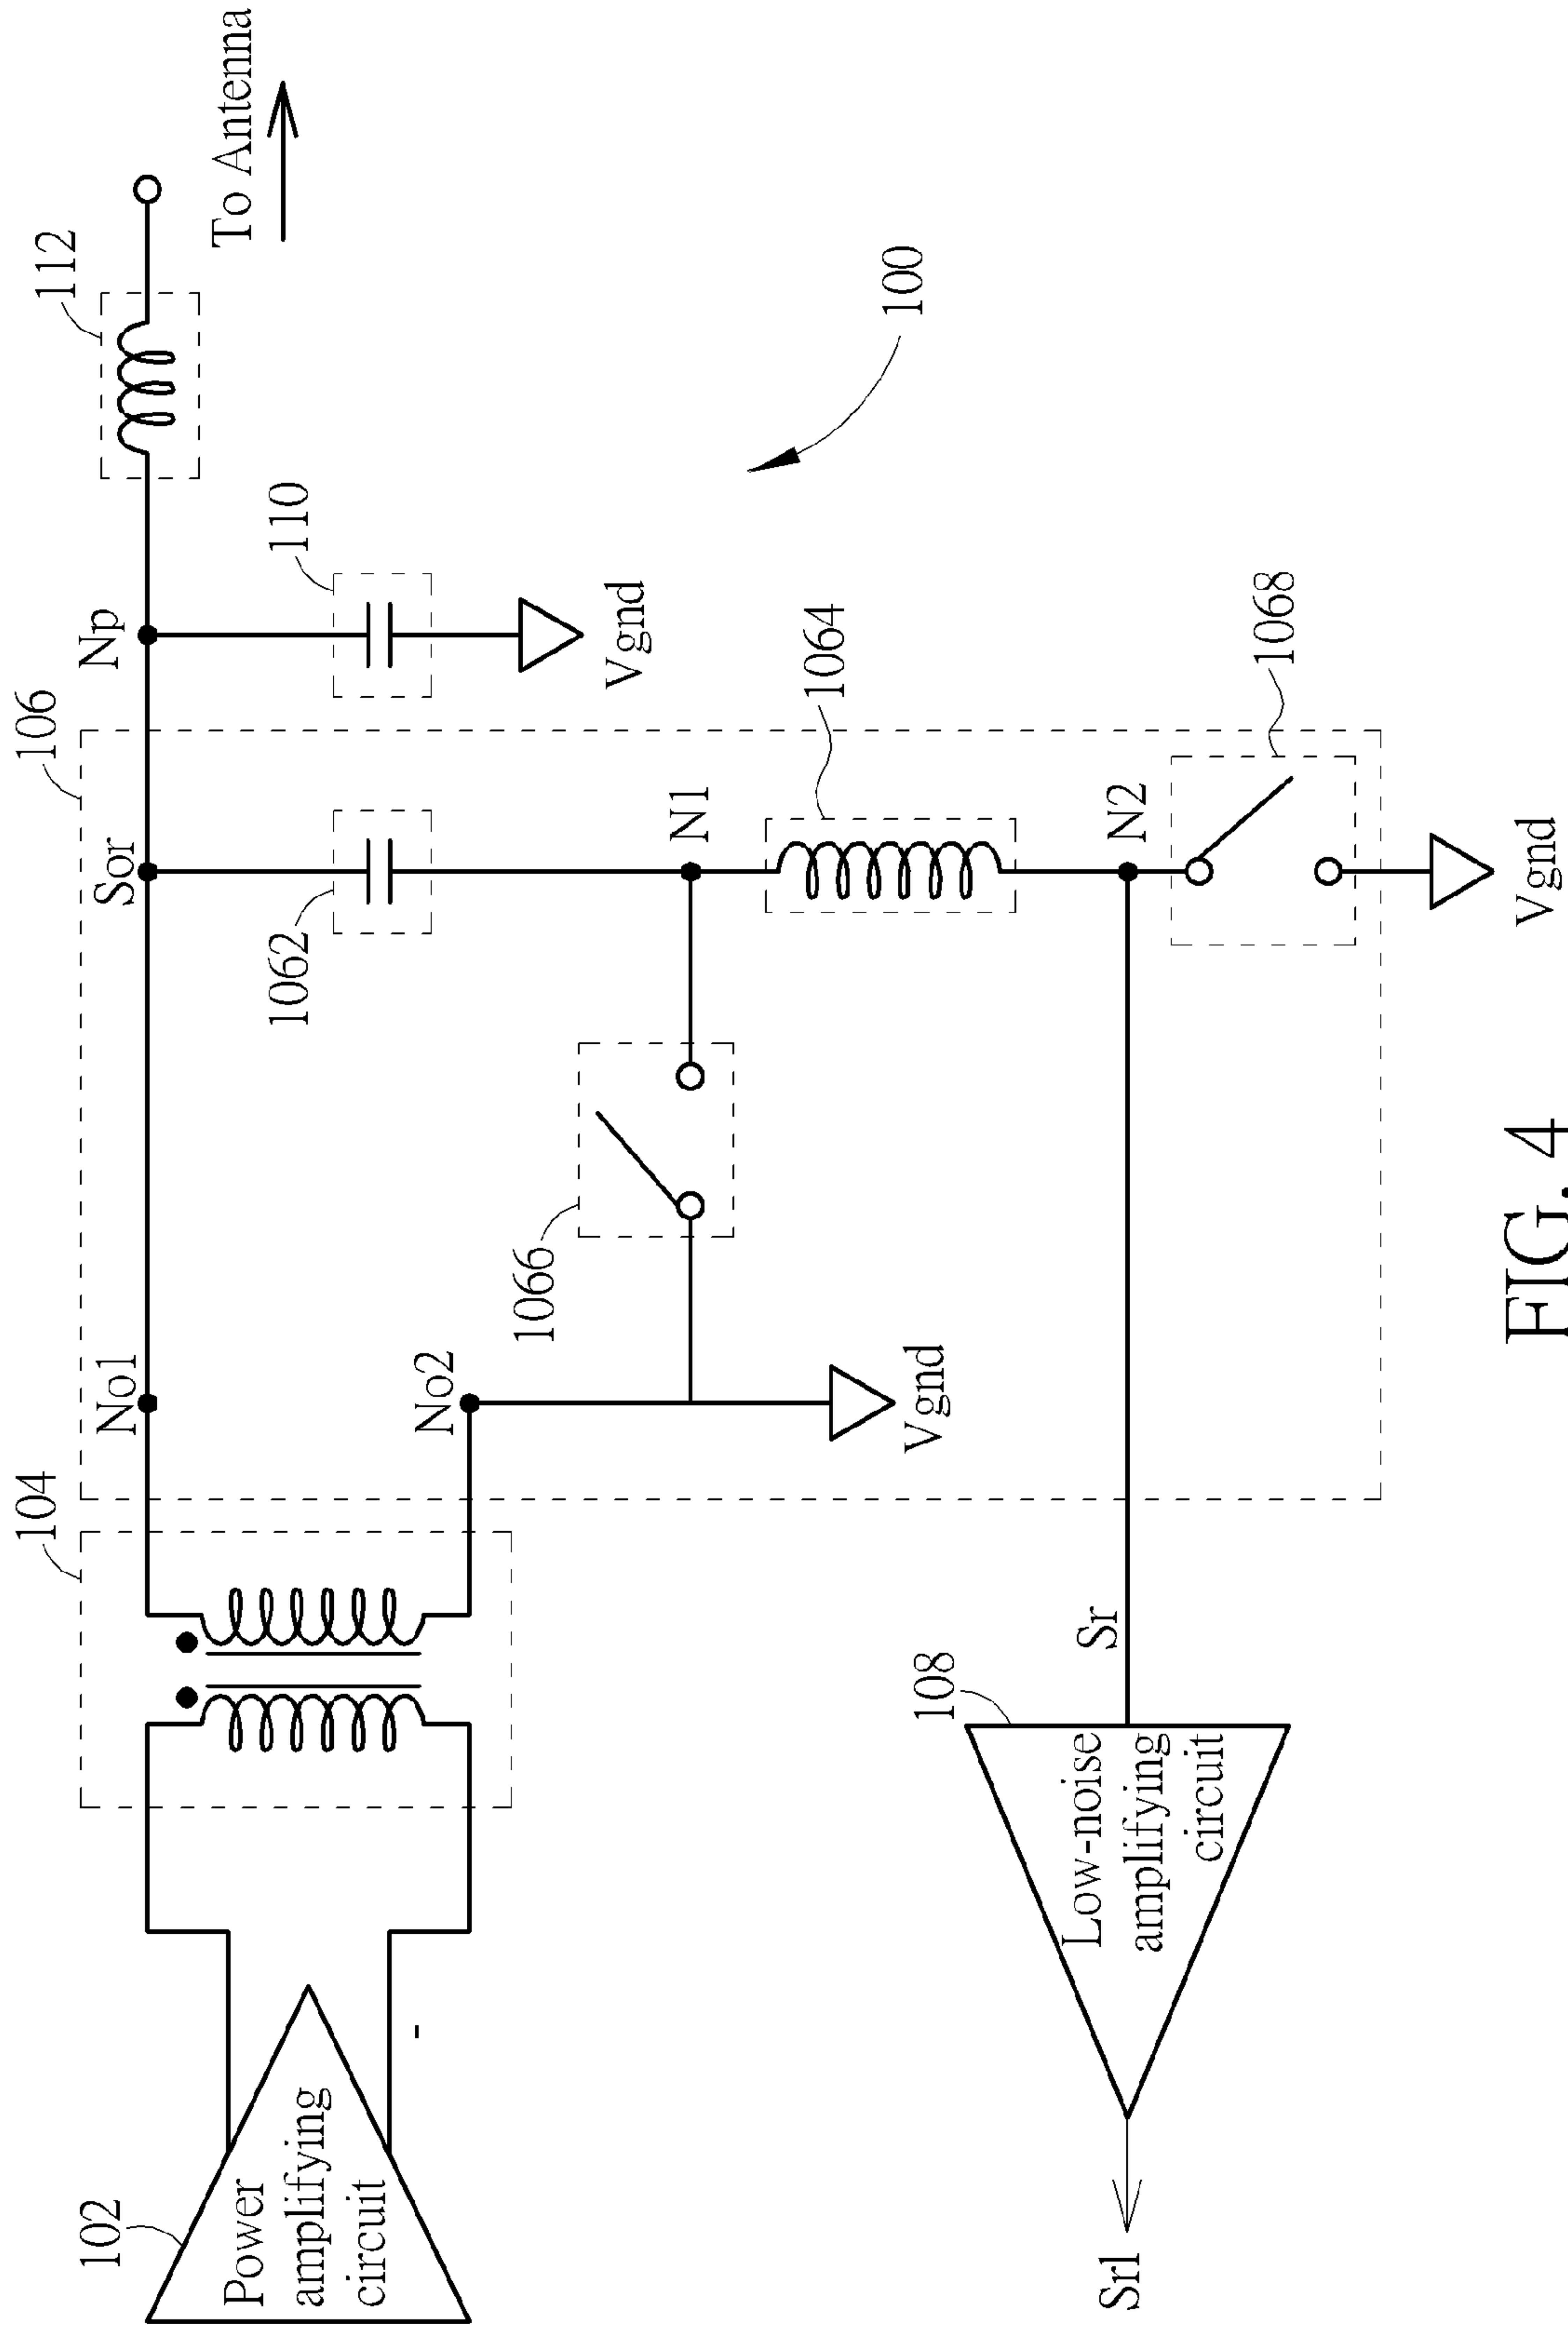 104
106
112
No1
Sor
Np
To Antenna
102
Power
amplifying
circuit
-
No2
1062
110
1066
N1
Vgnd
100
1064
Vgnd
108
Sr
N2
Low-noise
amplifying
circuit
Sr1
1068
Vgnd
FIG. 4